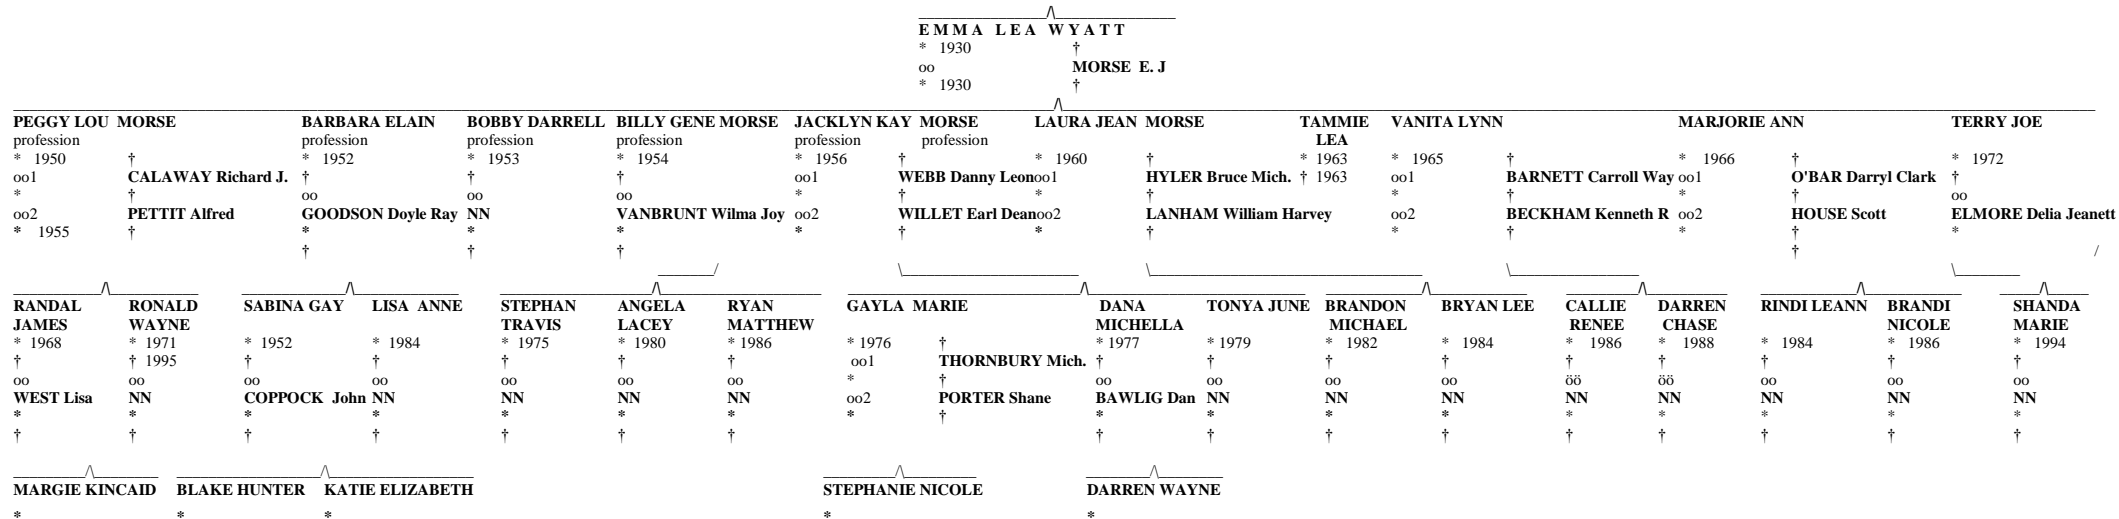 E M M A L E A W Y A T T
* 1930 †
oo MORSE E. J
* 1930 †
PEGGY LOU MORSE BARBARA ELAIN BOBBY DARRELL BILLY GENE MORSE JACKLYN KAY MORSE LAURA JEAN MORSE TAMMIE VANITA LYNN MARJORIE ANN TERRY JOE
profession profession profession profession profession profession LEA
* 1950 † * 1952 * 1953 * 1954 * 1956 † * 1960 † * 1963 * 1965 † * 1966 † * 1972
oo1 CALAWAY Richard J. † † † oo1 WEBB Danny Leon oo1 HYLER Bruce Mich. † 1963 oo1 BARNETT Carroll Way oo1 O'BAR Darryl Clark †
* † oo oo oo * † * † * † * † oo
oo2 PETTIT Alfred GOODSON Doyle Ray NN VANBRUNT Wilma Joy oo2 WILLET Earl Dean oo2 LANHAM William Harvey oo2 BECKHAM Kenneth R oo2 HOUSE Scott ELMORE Delia Jeanett
* 1955 † * * * * † * † * † * † *
† † † † /
RANDAL RONALD SABINA GAY LISA ANNE STEPHAN ANGELA RYAN GAYLA MARIE DANA TONYA JUNE BRANDON BRYAN LEE CALLIE DARREN RINDI LEANN BRANDI SHANDA
JAMES WAYNE TRAVIS LACEY MATTHEW MICHELLA MICHAEL RENEE CHASE NICOLE MARIE
* 1968 * 1971 * 1952 * 1984 * 1975 * 1980 * 1986 * 1976 † * 1977 * 1979 * 1982 * 1984 * 1986 * 1988 * 1984 * 1986 * 1994
† † 1995 † † † † † oo1 THORNBURY Mich. † † † † † † † † †
oo oo oo oo oo oo oo * † oo oo oo oo öö öö oo oo oo
WEST Lisa NN COPPOCK John NN NN NN NN oo2 PORTER Shane BAWLIG Dan NN NN NN NN NN NN NN NN
* * * * * * * * † * * * * * * * * *
† † † † † † † † † † † † † † † †
MARGIE KINCAID BLAKE HUNTER KATIE ELIZABETH STEPHANIE NICOLE DARREN WAYNE
* * * * *